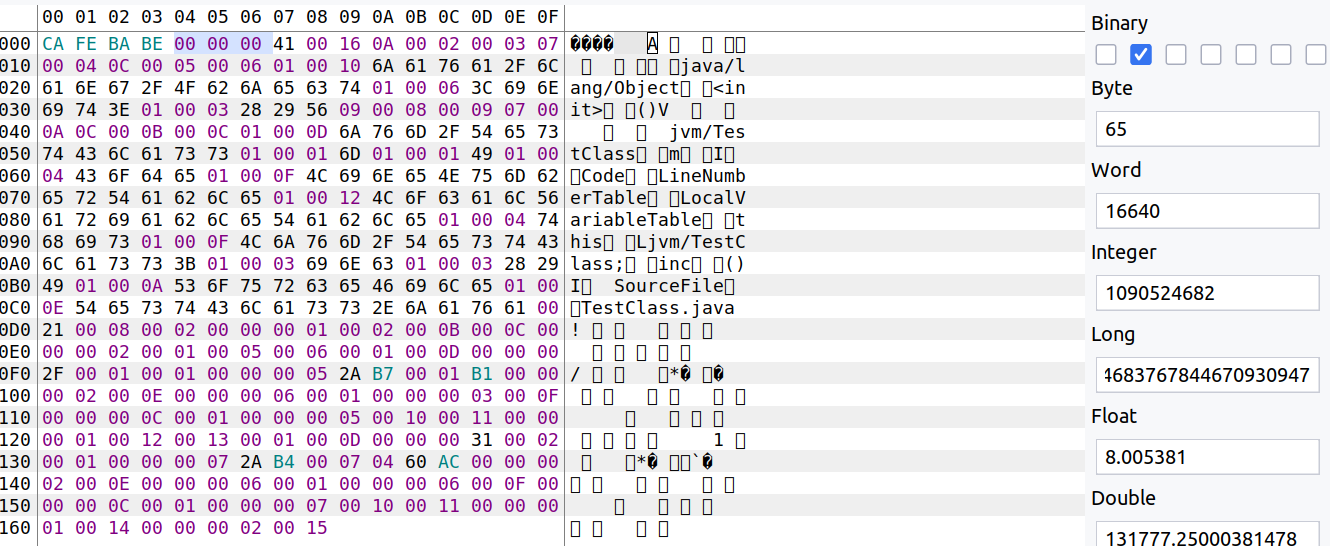 00 01 02 03 04 05 06 07 08 09 0A 0B 0C 0D 0E 0F
000 CA FE BA BE 00 00 00 41 00 16 0A 00 02 00 03 07 A
010 00 04 0C 00 05 00 06 01 00 10 6A 61 76 61 2F 6C java/l
020 61 6E 67 2F 4F 62 6A 65 63 74 01 00 06 3C 69 6E ang/Object <in
030 69 74 3E 01 00 03 28 29 56 09 00 08 00 09 07 00 it> ()V
040 0A 0C 00 0B 00 0C 01 00 0D 6A 76 6D 2F 54 65 73 jvm/Tes
050 74 43 6C 61 73 73 01 00 01 6D 01 00 01 49 01 00 tClass m I
060 04 43 6F 64 65 01 00 0F 4C 69 6E 65 4E 75 6D 62 Code LineNumb
070 65 72 54 61 62 6C 65 01 00 12 4C 6F 63 61 6C 56 erTable LocalV
080 61 72 69 61 62 6C 65 54 61 62 6C 65 01 00 04 74 ariableTable t
090 68 69 73 01 00 0F 4C 6A 76 6D 2F 54 65 73 74 43 his Ljvm/TestC
0A0 6C 61 73 73 3B 01 00 03 69 6E 63 01 00 03 28 29 lass; inc ()
0B0 49 01 00 0A 53 6F 75 72 63 65 46 69 6C 65 01 00 I SourceFile
0C0 0E 54 65 73 74 43 6C 61 73 73 2E 6A 61 76 61 00 TestClass.java
0D0 21 00 08 00 02 00 00 00 01 00 02 00 0B 00 0C 00 !
0E0 00 00 02 00 01 00 05 00 06 00 01 00 0D 00 00 00
0F0 2F 00 01 00 01 00 00 00 05 2A B7 00 01 B1 00 00 / *
100 00 02 00 0E 00 00 00 06 00 01 00 00 00 03 00 0F
110 00 00 00 0C 00 01 00 00 00 05 00 10 00 11 00 00
120 00 01 00 12 00 13 00 01 00 0D 00 00 00 31 00 02 1
130 00 01 00 00 00 07 2A B4 00 07 04 60 AC 00 00 00 * `
140 02 00 0E 00 00 00 06 00 01 00 00 00 06 00 0F 00
150 00 00 0C 00 01 00 00 00 07 00 10 00 11 00 00 00
160 01 00 14 00 00 00 02 00 15
Binary
Byte
65
Word
16640
Integer
1090524682
Long
4683767844670930947
Float
8.005381
Double
131777.25000381478